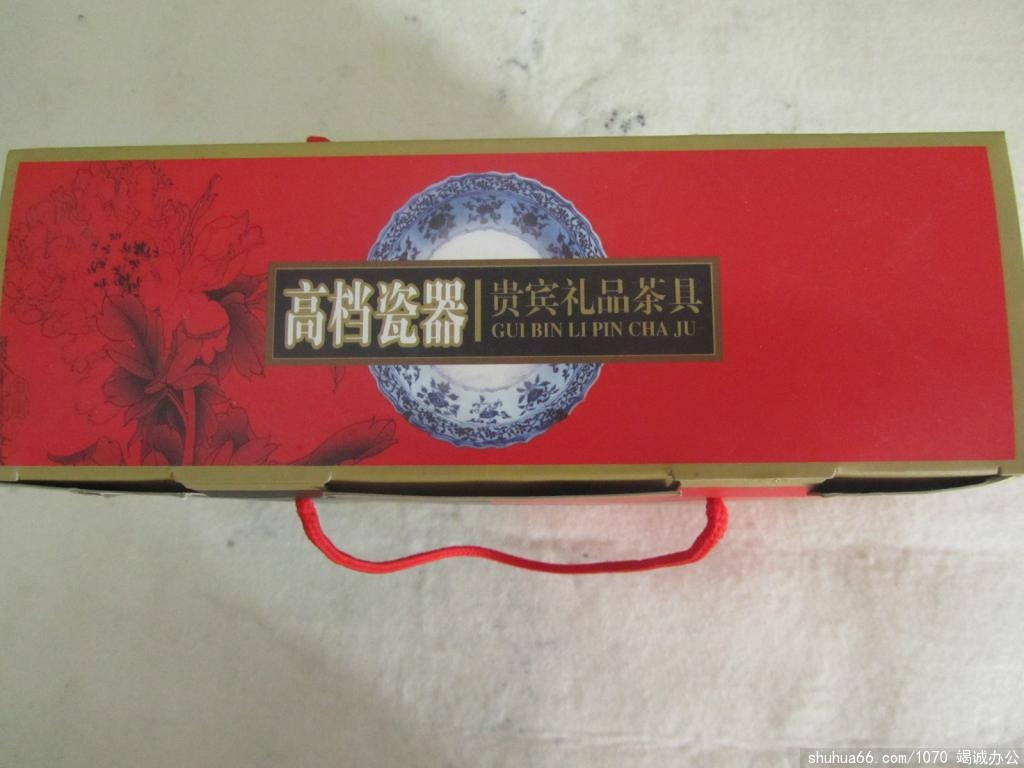 高档瓷器
贵宾礼品茶具
GUI BIN LI PIN CHA JU
shuhua66.com/1070 竭诚办公